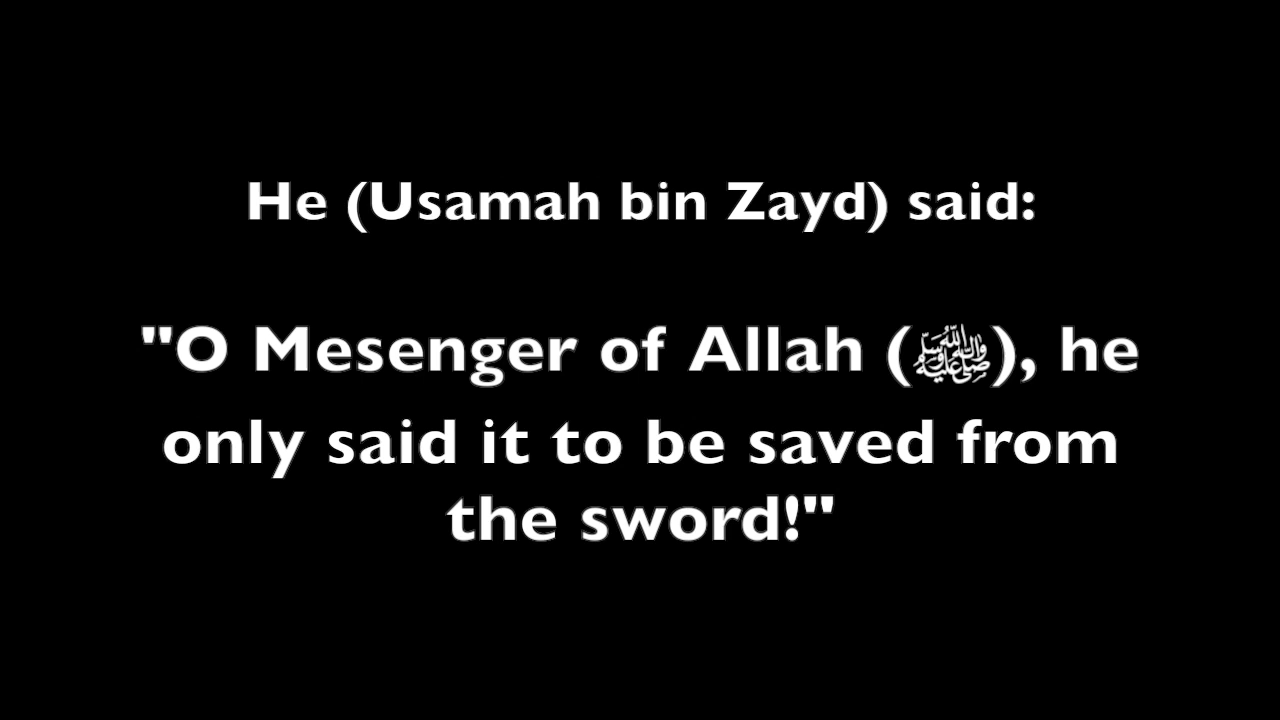 He (Usamah bin Zayd) said:
"O Mesenger of Allah (ﷺ), he
only said it to be saved from
the sword!"